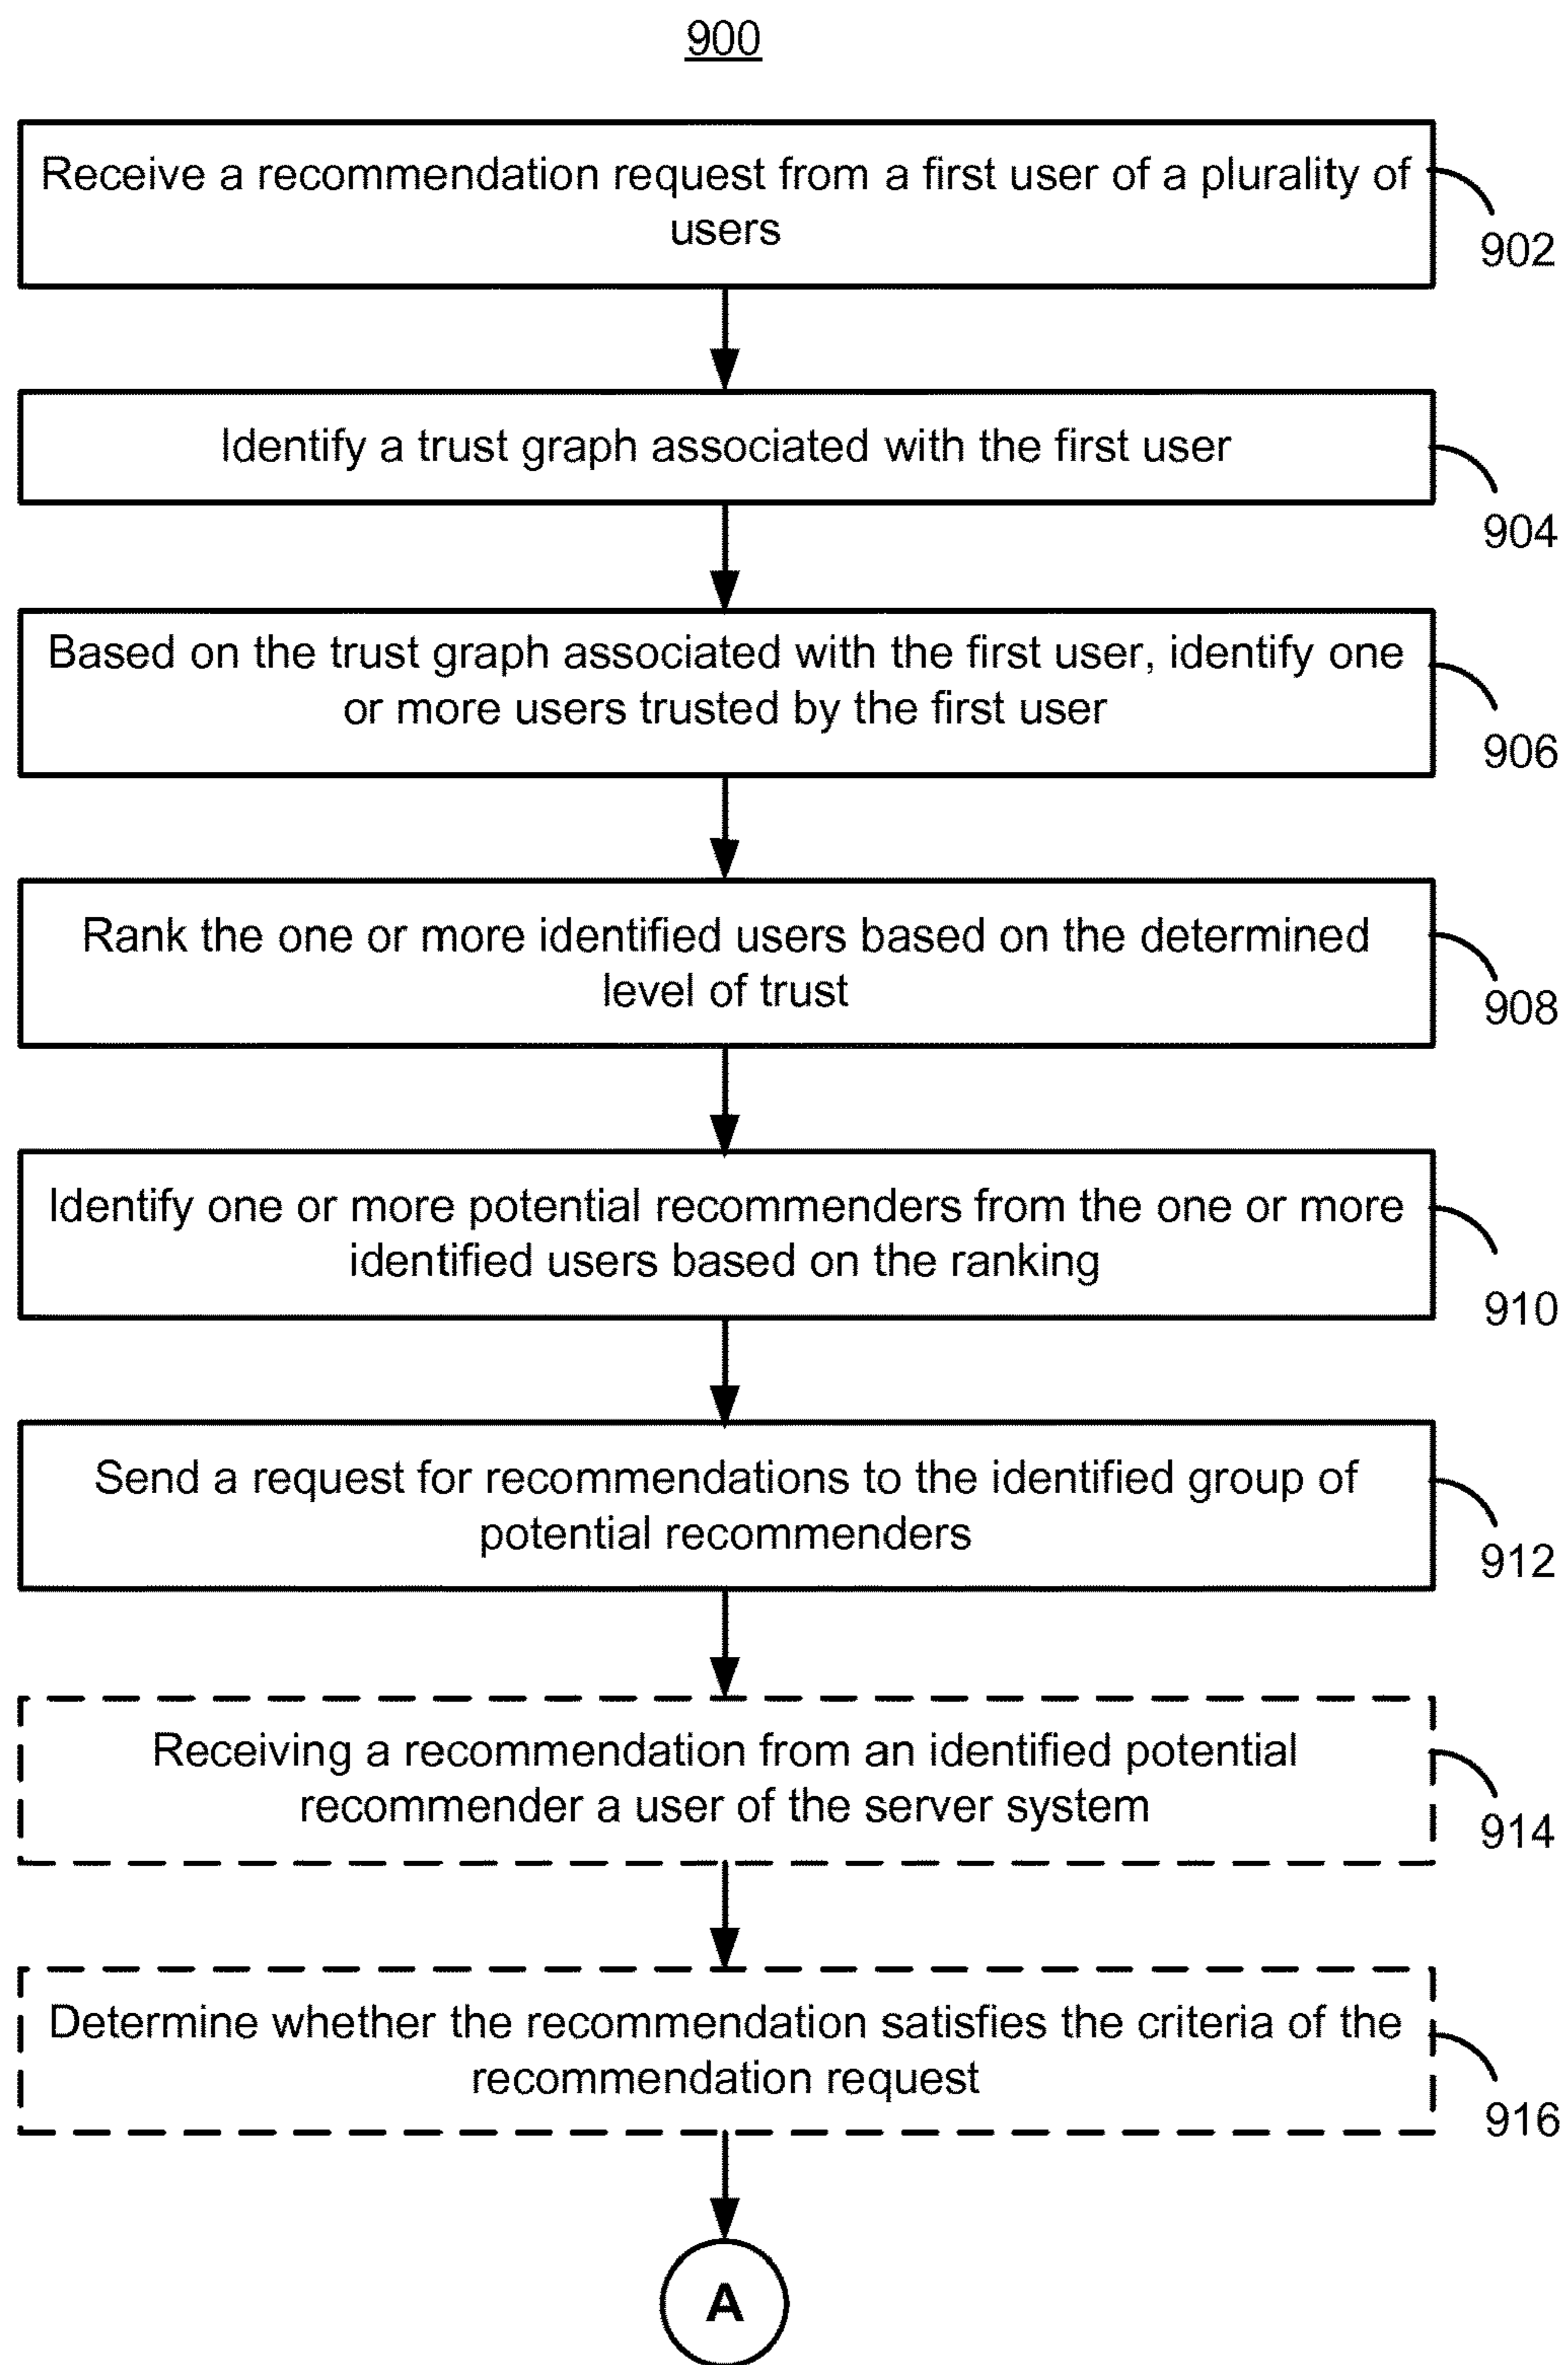 900
Receive a recommendation request from a first user of a plurality of
users
902
Identify a trust graph associated with the first user
904
Based on the trust graph associated with the first user, identify one
or more users trusted by the first user
906
Rank the one or more identified users based on the determined
level of trust
908
Identify one or more potential recommenders from the one or more
identified users based on the ranking
910
Send a request for recommendations to the identified group of
potential recommenders
912
Receiving a recommendation from an identified potential
recommender a user of the server system
914
Determine whether the recommendation satisfies the criteria of the
recommendation request
916
A